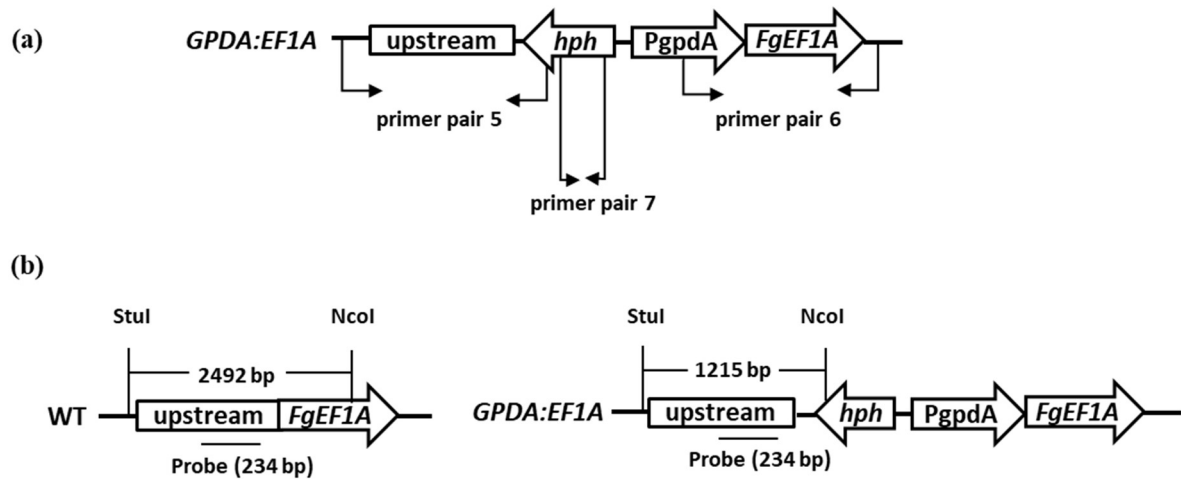 (a)
GPDA:EF1A
upstream
hph
PgpdA
FgEF1A
primer pair 5
primer pair 6
primer pair 7
(b)
StuI
NcoI
2492 bp
WT
upstream
FgEF1A
Probe (234 bp)
StuI
NcoI
1215 bp
GPDA:EF1A
upstream
hph
PgpdA
FgEF1A
Probe (234 bp)